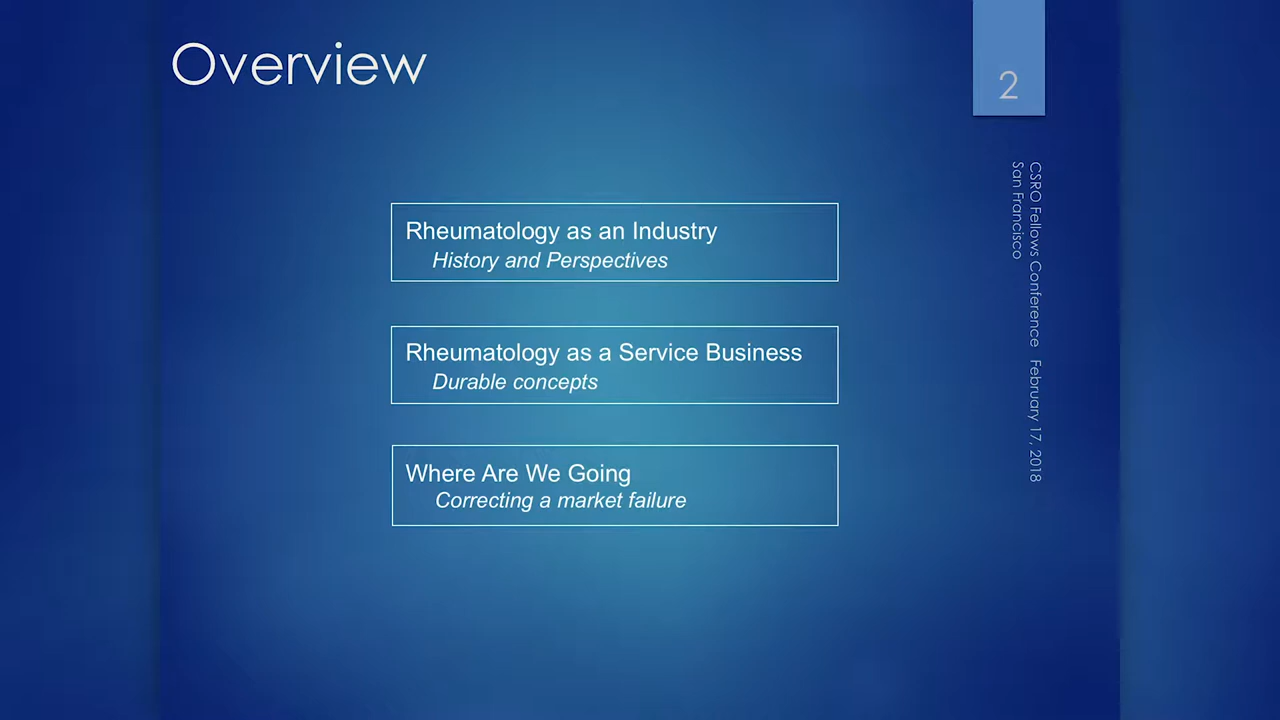 Overview
2
Rheumatology as an Industry
History and Perspectives
Rheumatology as a Service Business
Durable concepts
Where Are We Going
Correcting a market failure
CSRO Fellows Conference February 17, 2018
San Francisco